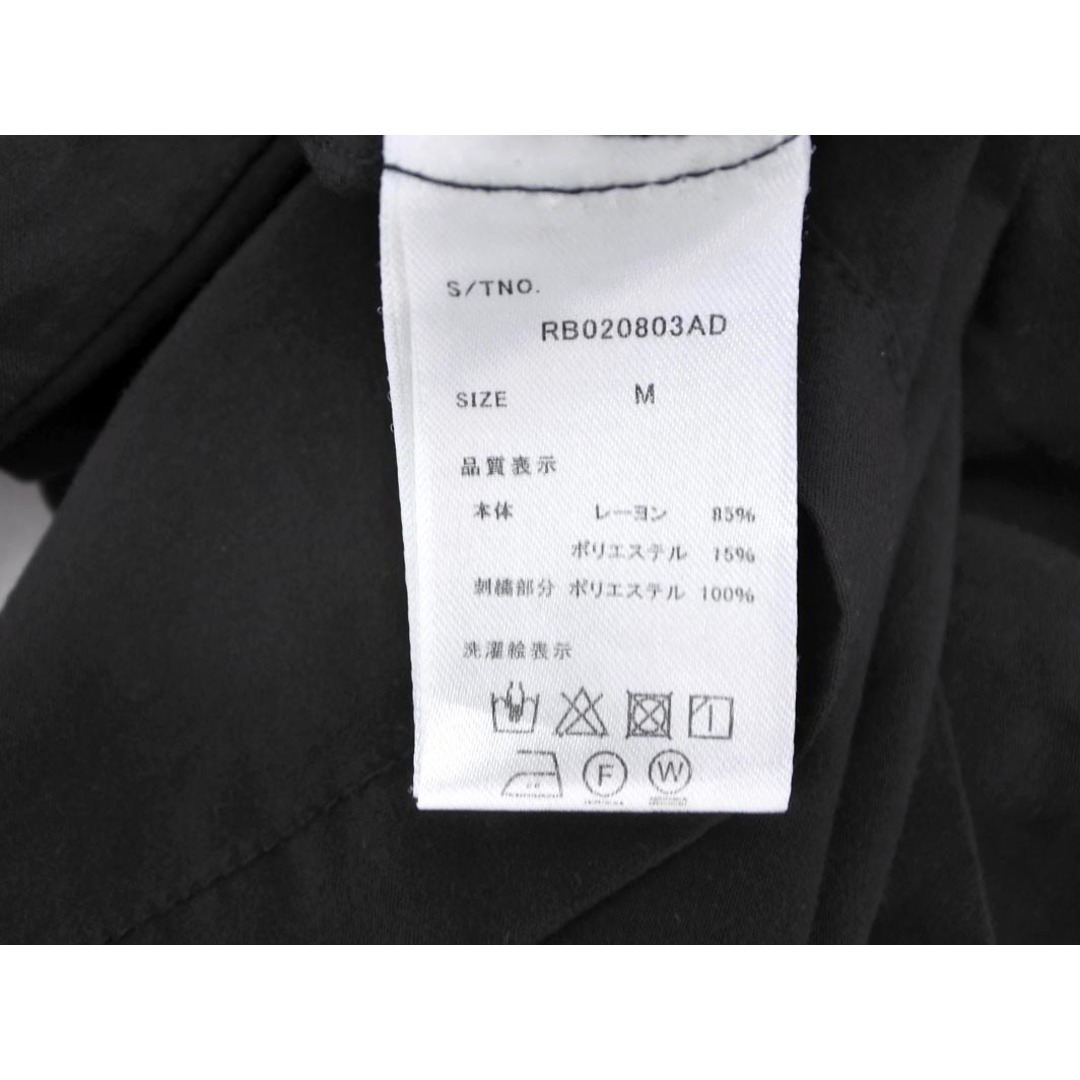 S/TNO.
RB020803AD
SIZE M
品質表示
本体 レーヨン 85%
ポリエステル 15%
刺繍部分 ポリエステル 100%
洗濯絵表示
F W